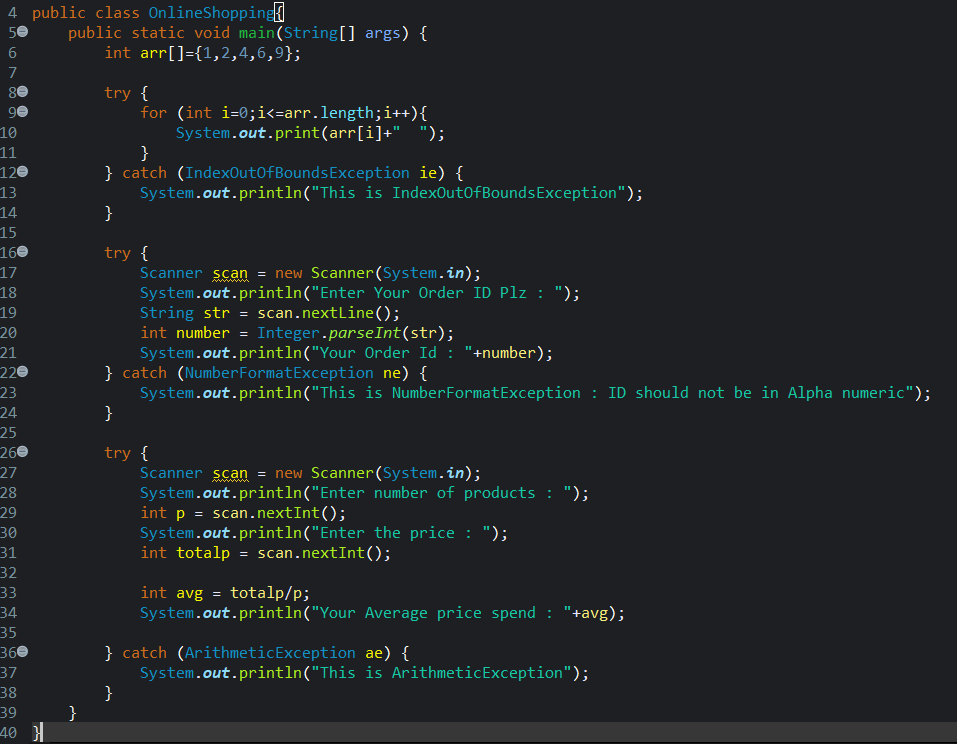 4 public class OnlineShopping{
5 public static void main(String[] args) {
6 int arr[]={1,2,4,6,9};
7
8 try {
9 for (int i=0;i<=arr.length;i++){
10 System.out.print(arr[i]+"  ");
11 }
12 } catch (IndexOutOfBoundsException ie) {
13 System.out.println("This is IndexOutOfBoundsException");
14 }
15
16 try {
17 Scanner scan = new Scanner(System.in);
18 System.out.println("Enter Your Order ID Plz : ");
19 String str = scan.nextLine();
20 int number = Integer.parseInt(str);
21 System.out.println("Your Order Id : "+number);
22 } catch (NumberFormatException ne) {
23 System.out.println("This is NumberFormatException : ID should not be in Alpha numeric");
24 }
25
26 try {
27 Scanner scan = new Scanner(System.in);
28 System.out.println("Enter number of products : ");
29 int p = scan.nextInt();
30 System.out.println("Enter the price : ");
31 int totalp = scan.nextInt();
32
33 int avg = totalp/p;
34 System.out.println("Your Average price spend : "+avg);
35
36 } catch (ArithmeticException ae) {
37 System.out.println("This is ArithmeticException");
38 }
39 }
40 }